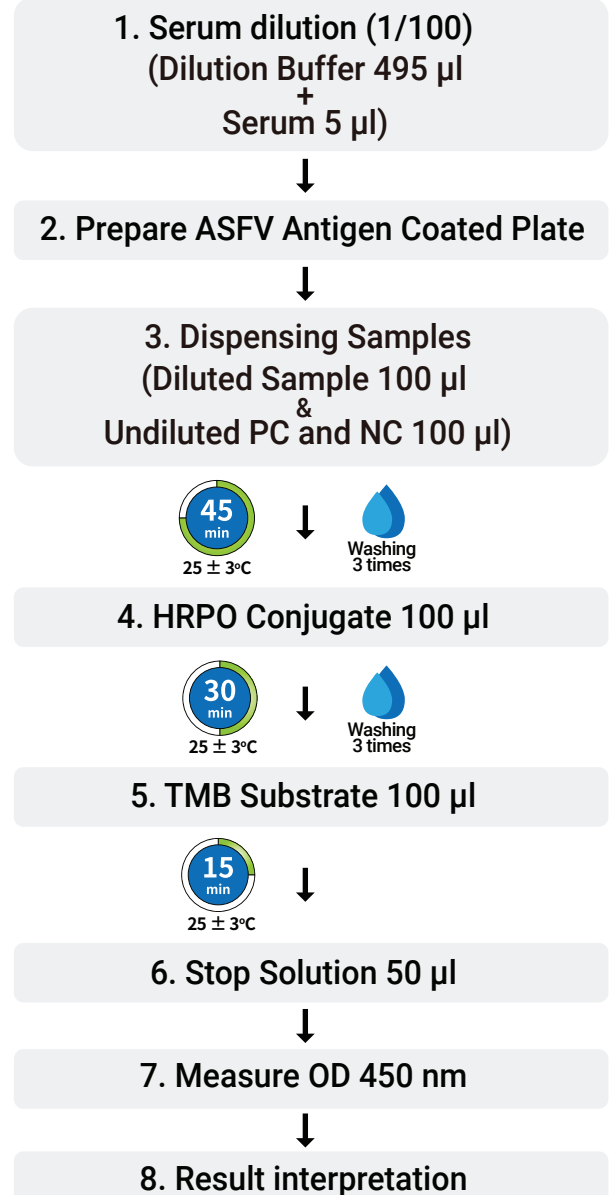 1. Serum dilution (1/100)
(Dilution Buffer 495 µl
+
Serum 5 µl)
2. Prepare ASFV Antigen Coated Plate
3. Dispensing Samples
(Diluted Sample 100 µl
&
Undiluted PC and NC 100 µl)
45
min
25 ± 3ºC
Washing
3 times
4. HRPO Conjugate 100 µl
30
min
25 ± 3ºC
Washing
3 times
5. TMB Substrate 100 µl
15
min
25 ± 3ºC
6. Stop Solution 50 µl
7. Measure OD 450 nm
8. Result interpretation